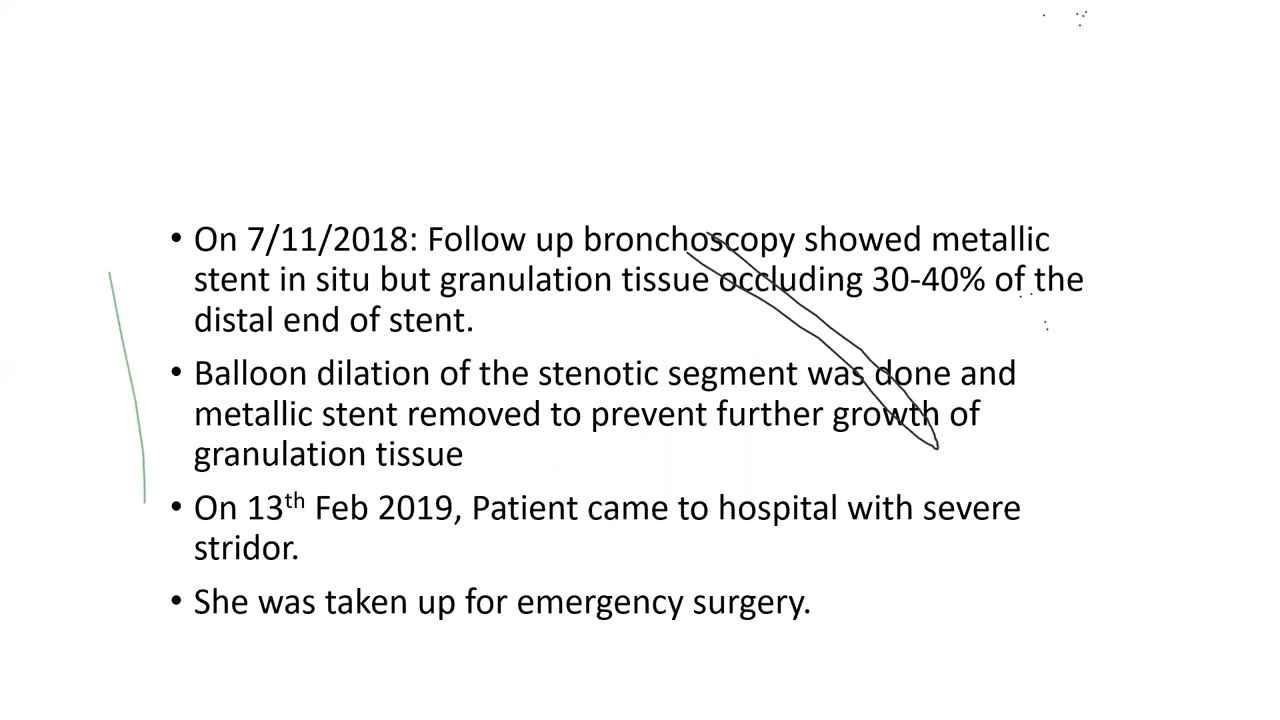 • On 7/11/2018: Follow up bronchoscopy showed metallic
stent in situ but granulation tissue occluding 30-40% of the
distal end of stent.
• Balloon dilation of the stenotic segment was done and
metallic stent removed to prevent further growth of
granulation tissue
• On 13th Feb 2019, Patient came to hospital with severe
stridor.
• She was taken up for emergency surgery.